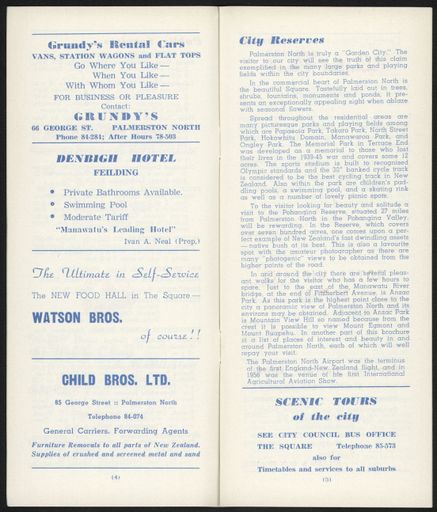 Grundy's Rental Cars
VANS, STATION WAGONS and FLAT TOPS
Go Where You Like —
When You Like —
With Whom You Like —
FOR BUSINESS OR PLEASURE
Contact:
GRUNDY'S
66 GEORGE ST. PALMERSTON NORTH
Phone 84-284; After Hours 78-503
DENBIGH HOTEL
FEILDING
• Private Bathrooms Available.
• Swimming Pool
• Moderate Tariff
"Manawatu's Leading Hotel"
Ivan A. Neal (Prop.)
The Ultimate in Self-Service
The NEW FOOD HALL in The Square—
WATSON BROS.
of course!!
CHILD BROS. LTD.
85 George Street :: Palmerston North
Telephone 84-074
General Carriers. Forwarding Agents
Furniture Removals to all parts of New Zealand.
Supplies of crushed and screened metal and sand
(4)
City Reserves
Palmerston North is truly a "Garden City." The
visitor to our city will see the truth of this claim
exemplified in the many large parks and playing
fields within the city boundaries.
In the commercial heart of Palmerston North is
the beautiful Square. Tastefully laid out in trees,
shrubs, fountains, monuments and ponds, it pre-
sents an exceptionally appealing sight when ablaze
with seasonal flowers.
Spread throughout the residential areas are
many picturesque parks and playing fields among
which are Papaeoia Park, Takaro Park, North Street
Park, Hokowhitu Domain, Manawaroa Park, and
Ongley Park. The Memorial Park in Terrace End
was developed as a memorial to those who lost
their lives in the 1939-45 war and covers some 12
acres. The sports stadium is built to recognised
Olympic standards and the 32° banked cycle track
is considered to be the best cycling track in New
Zealand. Also within the park are children's pad-
dling pools, a swimming pool, and a skating rink
as well as a number of lovely picnic spots.
To the visitor looking for beauty and solitude a
visit to the Pohangina Reserve, situated 27 miles
from Palmerston North in the Pohangina Valley,
will be rewarding. In the Reserve, which covers
over seven hundred acres, one comes upon a per-
fect example of New Zealand's fast dwindling assets
—native bush at its best. This is also a favourite
spot with the amateur photographer as there are
many "photogenic" views to be obtained from the
higher points of the road.
In and around the city there are several pleas-
ant walks for the visitor who has a few hours to
spare. Just to the east of the Manawatu River
bridge, at the end of Fitzherbert Avenue, is Anzac
Park. As this park is the highest point close to the
city a panoramic view of Palmerston North and its
environs may be obtained. Adjacent to Anzac Park
is Mountain View Hill so named because from the
crest it is possible to view Mount Egmont and
Mount Ruapehu. In another part of this brochure
is a list of places of interest and beauty in and
around Palmerston North, each of which will well
repay your visit.
The Palmerston North Airport was the terminus
of the first England-New Zealand flight, and in
1956 was the venue of the first International
Agricultural Aviation Show.
SCENIC TOURS
of the city
SEE CITY COUNCIL BUS OFFICE
THE SQUARE Telephone 85-573
also for
Timetables and services to all suburbs
(5)